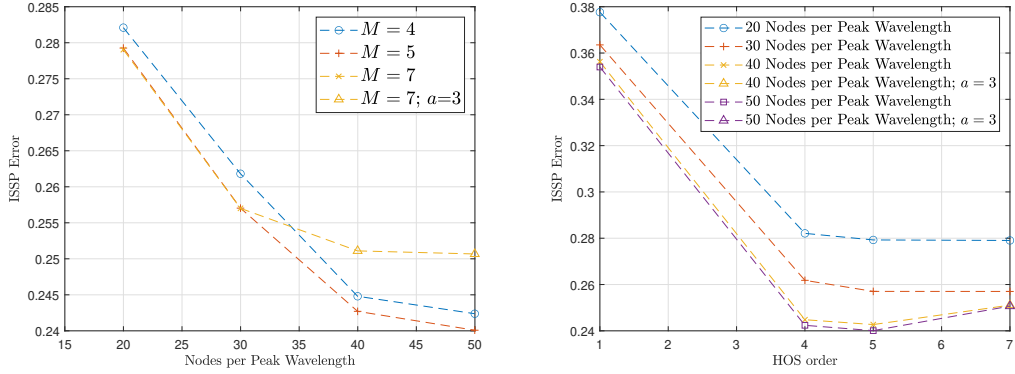 0.285
0.28
0.275
0.27
0.265
0.26
0.255
0.25
0.245
0.24
ISSP Error
15 20 25 30 35 40 45 50
Nodes per Peak Wavelength
M = 4
M = 5
M = 7
M = 7; a=3
0.38
0.36
0.34
0.32
0.3
0.28
0.26
0.24
ISSP Error
1 2 3 4 5 6 7
HOS order
20 Nodes per Peak Wavelength
30 Nodes per Peak Wavelength
40 Nodes per Peak Wavelength
40 Nodes per Peak Wavelength; a = 3
50 Nodes per Peak Wavelength
50 Nodes per Peak Wavelength; a = 3